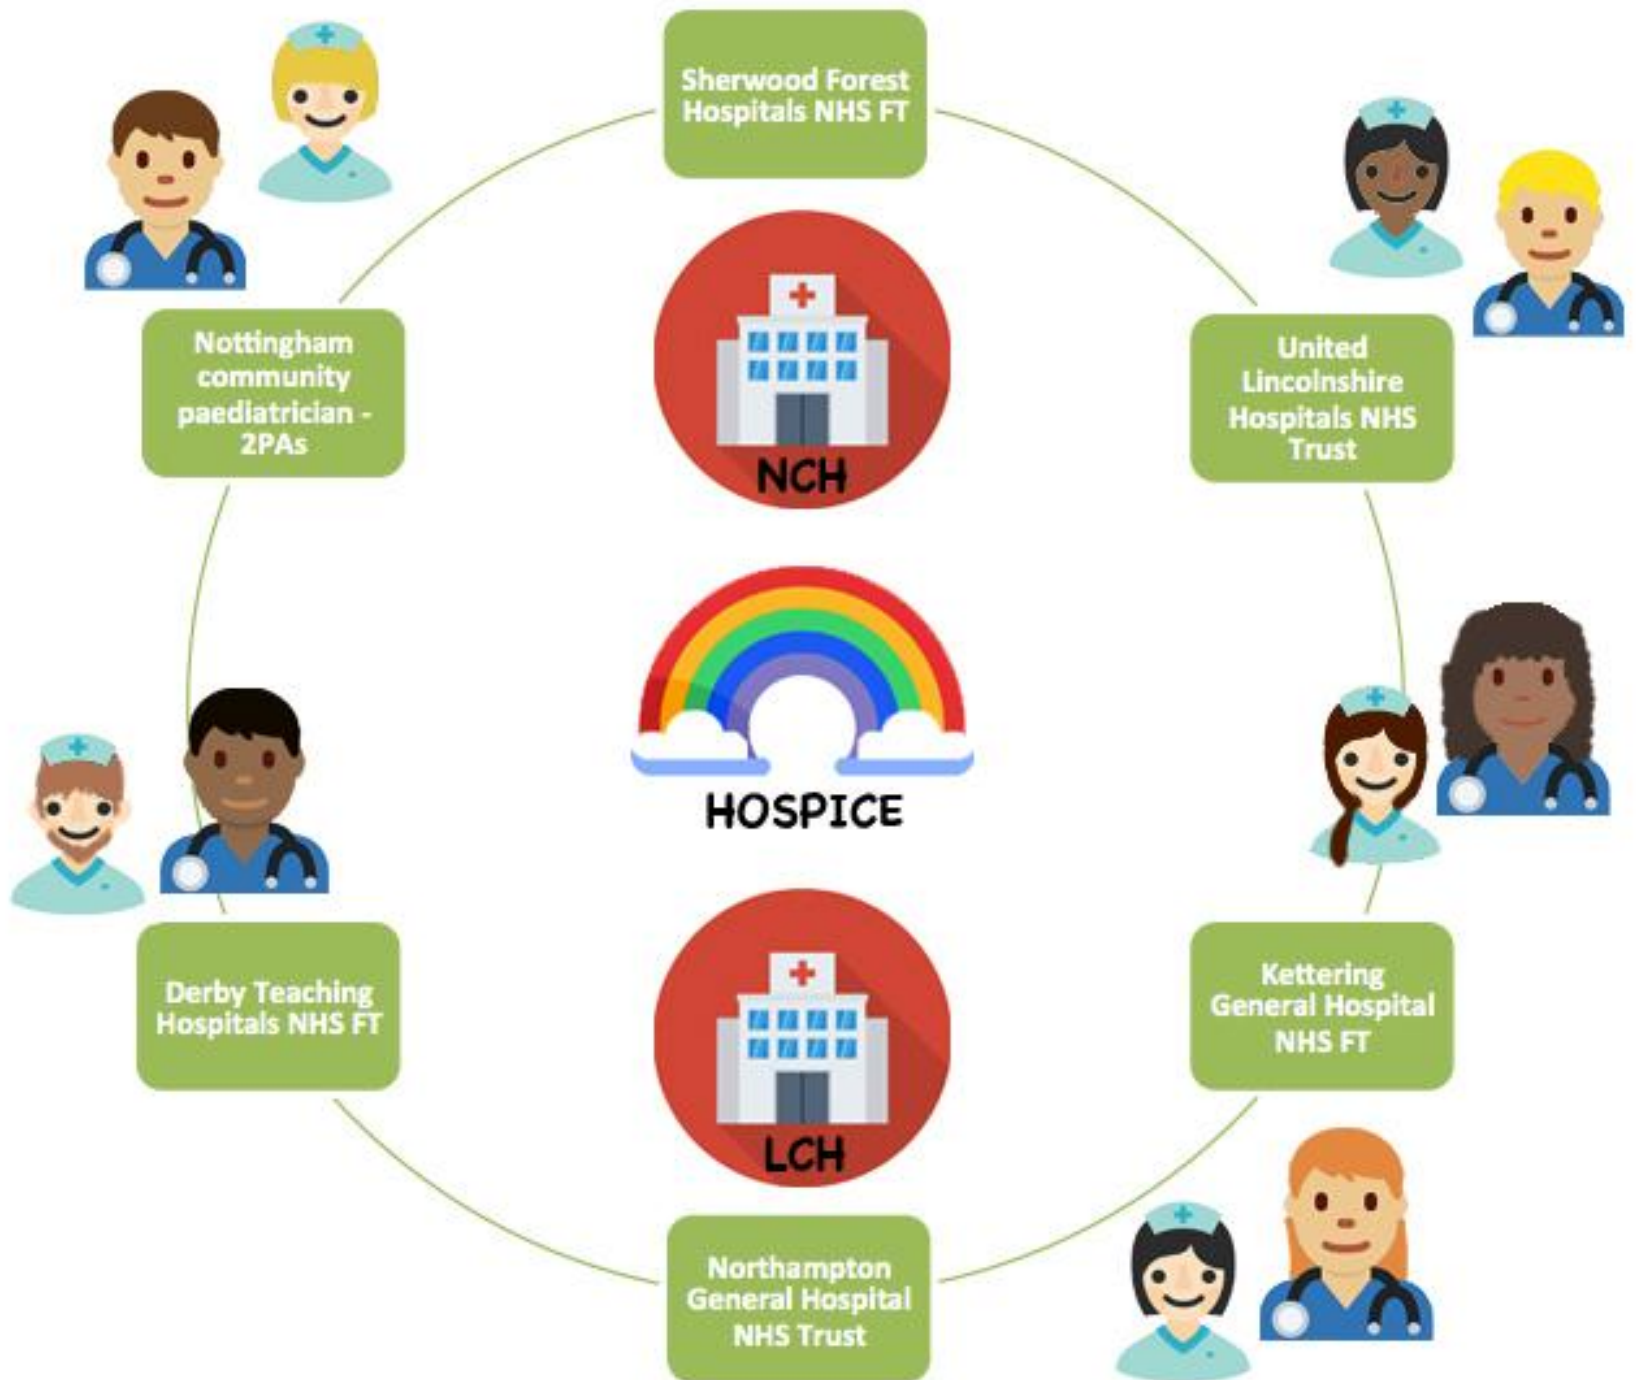 Sherwood Forest
Hospitals NHS FT
Nottingham
community
paediatrician -
2PAs
United
Lincolnshire
Hospitals NHS
Trust
NCH
HOSPICE
Derby Teaching
Hospitals NHS FT
Kettering
General Hospital
NHS FT
LCH
Northampton
General Hospital
NHS Trust